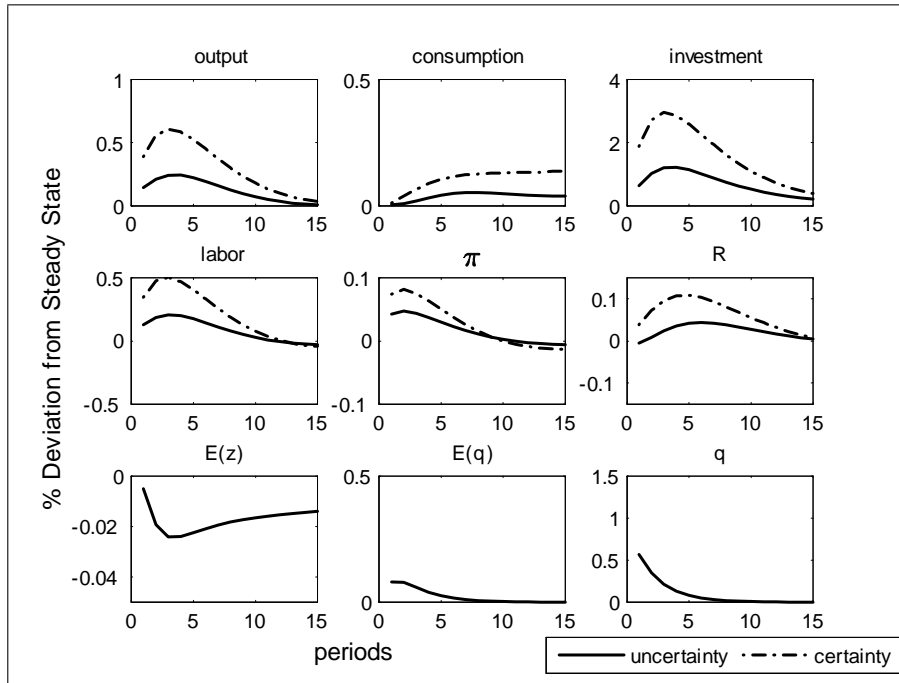 output consumption investment
1 0.5 4
0.5 2
0 0 0
0 5 10 15 0 5 10 15 0 5 10 15
labor π R
0.5 0.1 0.1
0 0 0
-0.1
-0.5 -0.1
0 5 10 15 0 5 10 15 0 5 10 15
E(z) E(q) q
0 0.5 1.5
-0.02 1
-0.04 0.5
0 0
0 5 10 15 0 5 10 15 0 5 10 15
% Deviation from Steady State
periods
uncertainty certainty